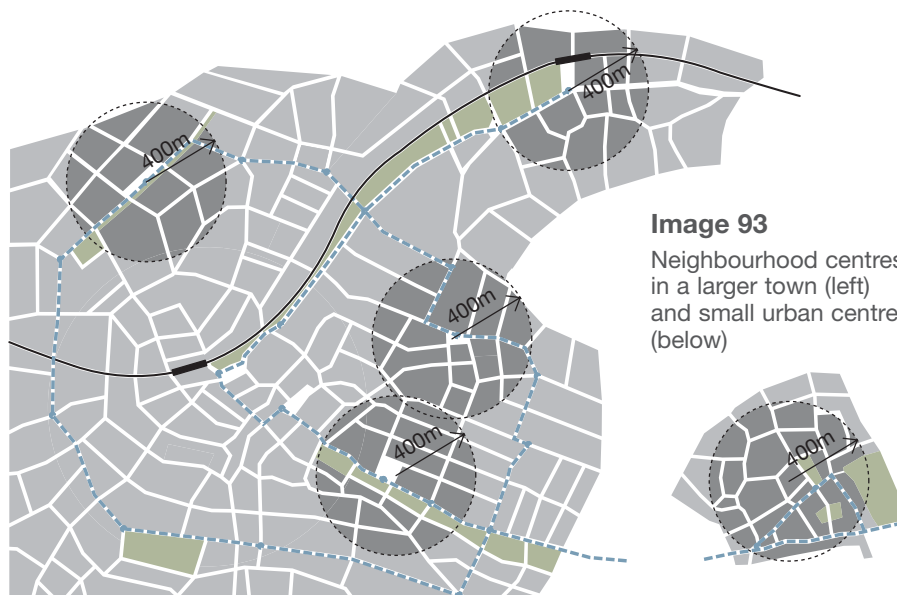 400m
400m
Image 93
Neighbourhood centres
in a larger town (left)
and small urban centre
(below)
400m
400m
400m